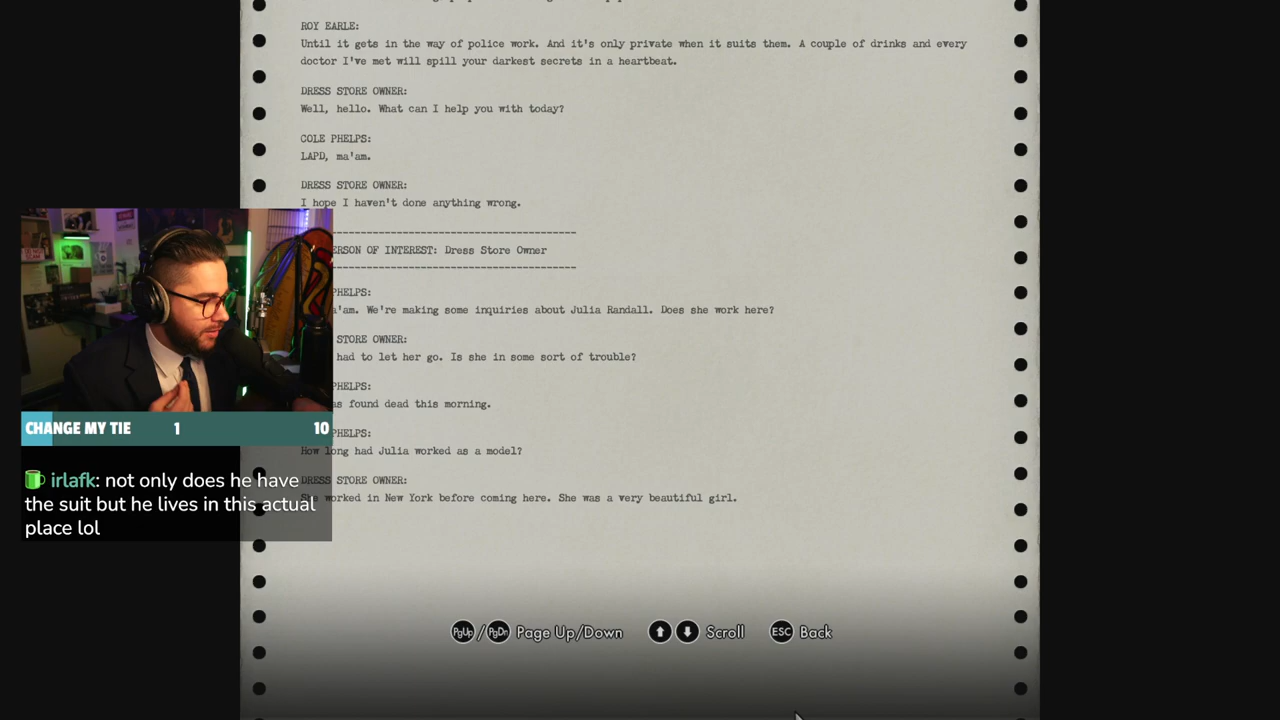 ROY EARLE:
Until it gets in the way of police work. And it's only private when it suits them. A couple of drinks and every
doctor I've met will spill your darkest secrets in a heartbeat.
DRESS STORE OWNER:
Well, hello. What can I help you with today?
COLE PHELPS:
LAPD, ma'am.
DRESS STORE OWNER:
I hope I haven't done anything wrong.
----------------------------------------
ERSON OF INTEREST: Dress Store Owner
----------------------------------------
PHELPS:
a'am. We're making some inquiries about Julia Randall. Does she work here?
STORE OWNER:
had to let her go. Is she in some sort of trouble?
PHELPS:
as found dead this morning.
PHELPS:
How long had Julia worked as a model?
DRESS STORE OWNER:
She worked in New York before coming here. She was a very beautiful girl.
CHANGE MY TIE 1 10
irlafk: not only does he have
the suit but he lives in this actual
place lol
PgUp/PgDn Page Up/Down Scroll ESC Back